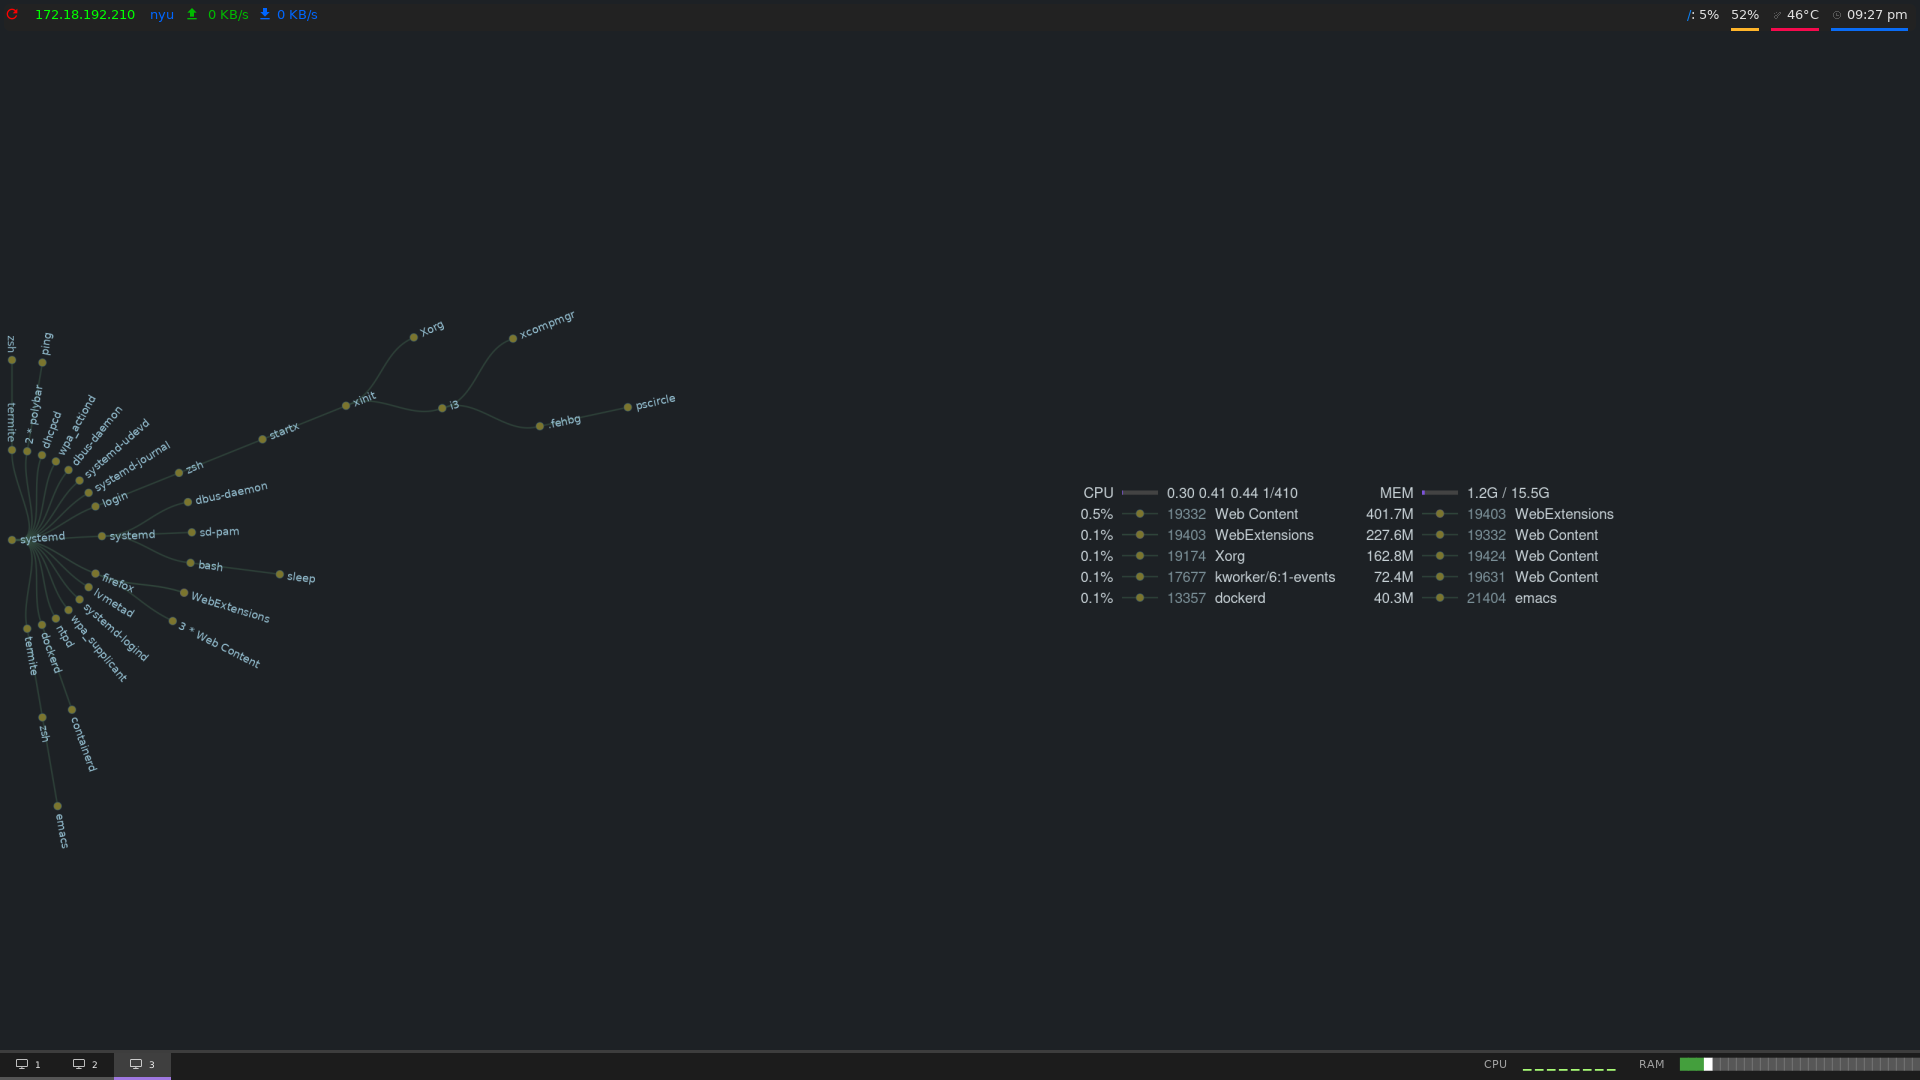 172.18.192.210 nyu 0 KB/s 0 KB/s
/: 5% 52% 46°C 09:27 pm
Xorg
xcompmgr
zsh
ping
xinit
i3
.fehbg
pscircle
termite
2 * polybar
dhcpcd
wpa_actiond
dbus-daemon
systemd-udevd
systemd-journal
login
zsh
startx
dbus-daemon
systemd
systemd
sd-pam
bash
sleep
firefox
WebExtensions
3 * Web Content
lvmetad
systemd-logind
wpa_supplicant
ntpd
dockerd
termite
zsh
containerd
emacs
CPU 0.30 0.41 0.44 1/410
0.5% 19332 Web Content
0.1% 19403 WebExtensions
0.1% 19174 Xorg
0.1% 17677 kworker/6:1-events
0.1% 13357 dockerd
MEM 1.2G / 15.5G
401.7M 19403 WebExtensions
227.6M 19332 Web Content
162.8M 19424 Web Content
72.4M 19631 Web Content
40.3M 21404 emacs
1 2 3
CPU RAM